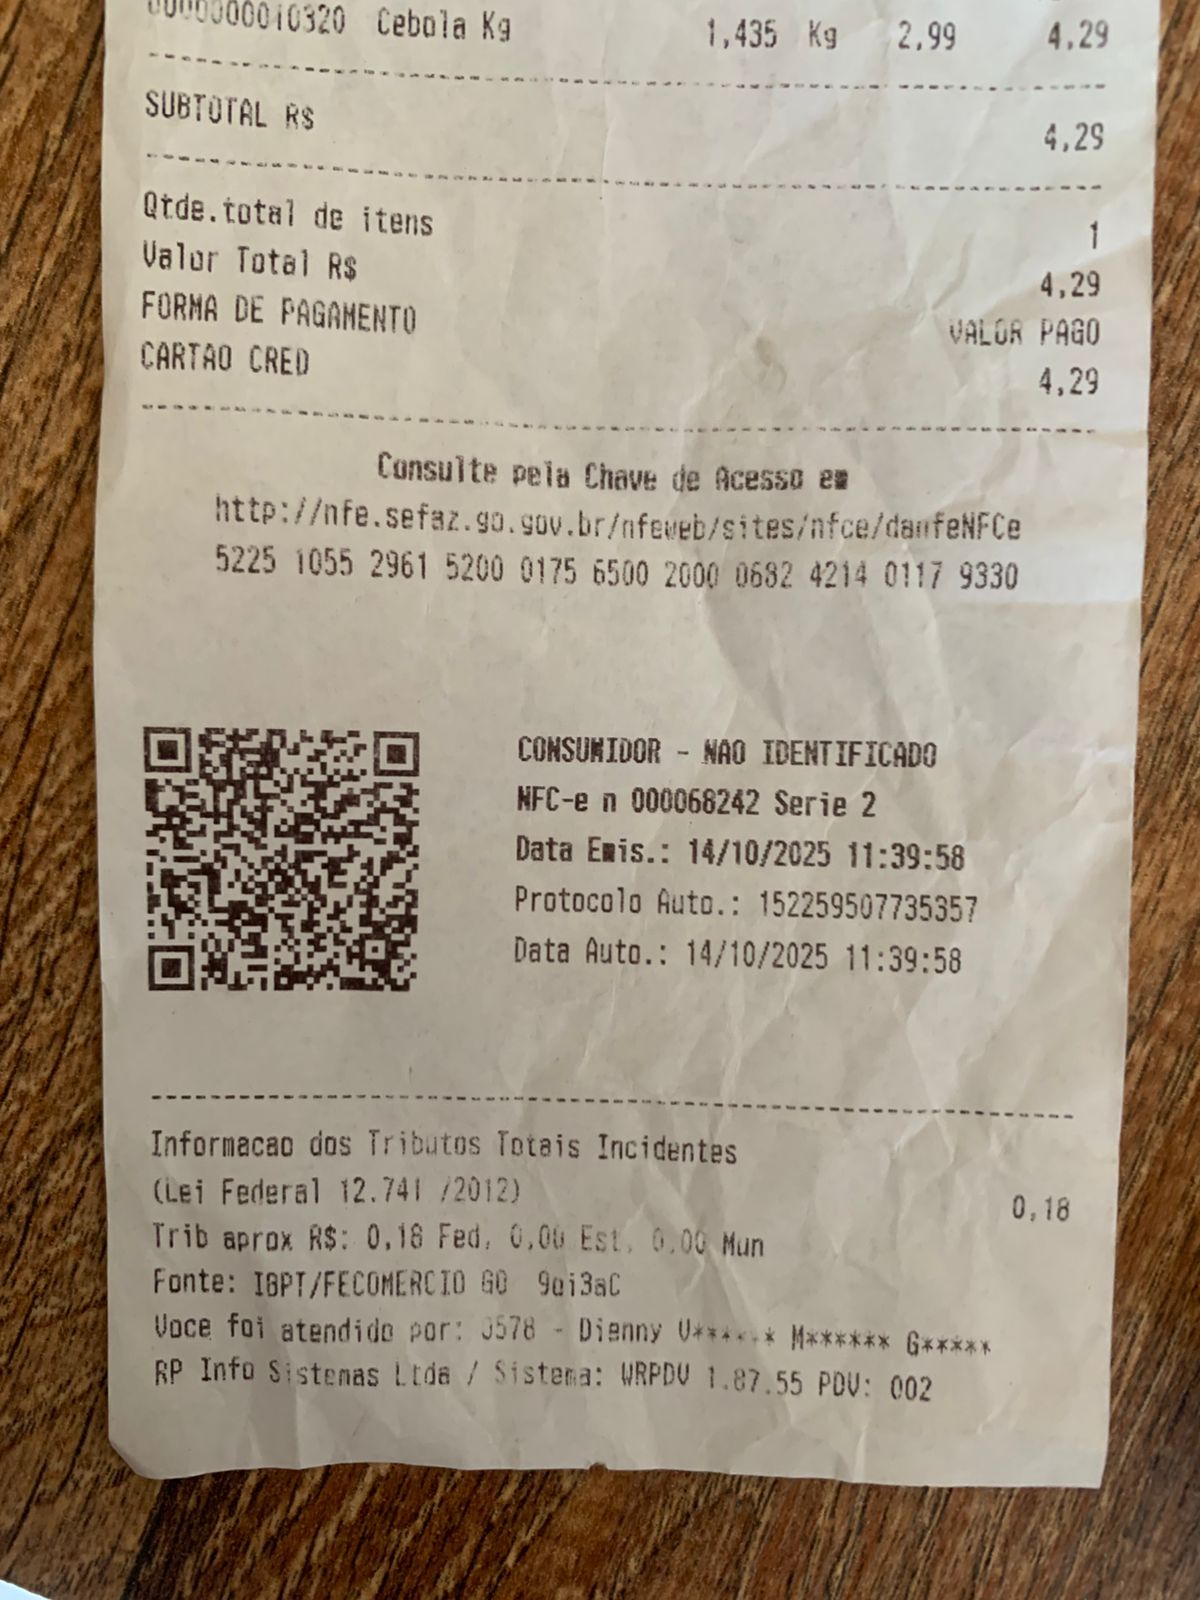 0000000010320 Cebola Kg 1,435 Kg 2,99 4,29
SUBTOTAL R$ 4,29
Qtde.total de itens 1
Valor Total R$ 4,29
FORMA DE PAGAMENTO VALOR PAGO
CARTAO CRED 4,29
Consulte pela Chave de Acesso em
http://nfe.sefaz.go.gov.br/nfeweb/sites/nfce/danfeNFCe
5225 1055 2961 5200 0175 6500 2000 0682 4214 0117 9330
CONSUMIDOR - NAO IDENTIFICADO
NFC-e n 000068242 Serie 2
Data Emis.: 14/10/2025 11:39:58
Protocolo Auto.: 152259507735357
Data Auto.: 14/10/2025 11:39:58
Informacao dos Tributos Totais Incidentes
(Lei Federal 12.741 /2012) 0,18
Trib aprox R$: 0,18 Fed, 0,00 Est, 0,00 Mun
Fonte: IBPT/FECOMERCIO GO 9oi3aC
Voce foi atendido por: 0578 - Dienny V****** M****** G*****
RP Info Sistemas Ltda / Sistema: WRPDV 1.87.55 PDV: 002